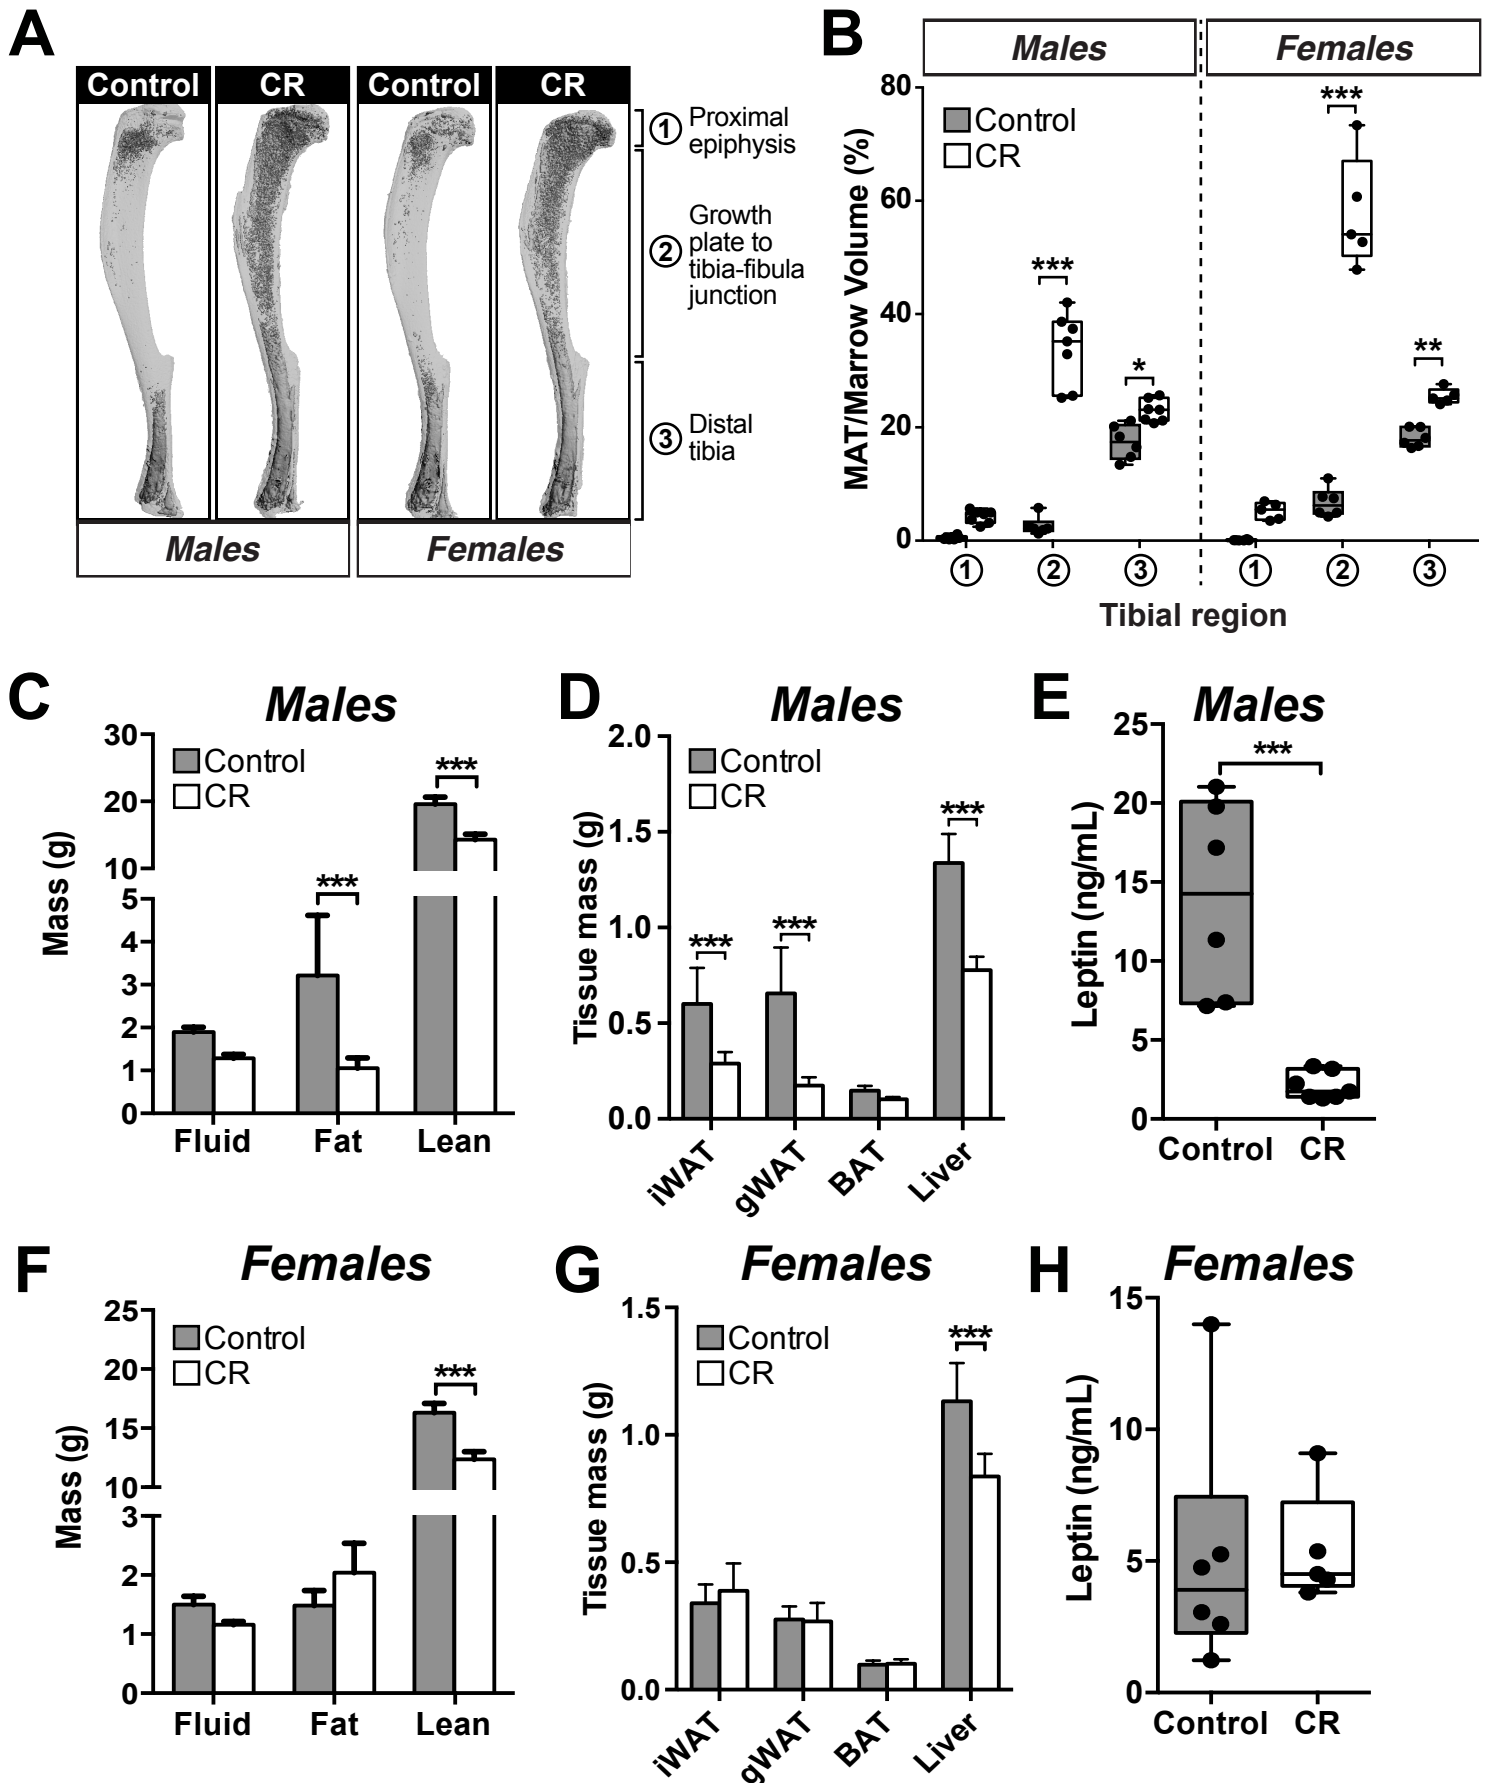 A
Control
CR
Control
CR
Males
Females
1 Proximal
epiphysis
2 Growth
plate to
tibia-fibula
junction
3 Distal
tibia
B
Males
Females
MAT/Marrow Volume (%)
80
60
40
20
0
Control
CR
***
*
***
**
1 2 3 1 2 3
Tibial region
C
Males
Mass (g)
30
20
10
5
4
3
2
1
0
Control
CR
***
***
Fluid Fat Lean
D
Males
Tissue mass (g)
2.0
1.5
1.0
0.5
0.0
Control
CR
***
***
***
iWAT gWAT BAT Liver
E
Males
Leptin (ng/mL)
25
20
15
10
5
0
***
Control CR
F
Females
Mass (g)
25
20
15
10
3
2
1
0
Control
CR
***
Fluid Fat Lean
G
Females
Tissue mass (g)
1.5
1.0
0.5
0.0
Control
CR
***
iWAT gWAT BAT Liver
H
Females
Leptin (ng/mL)
15
10
5
0
Control CR